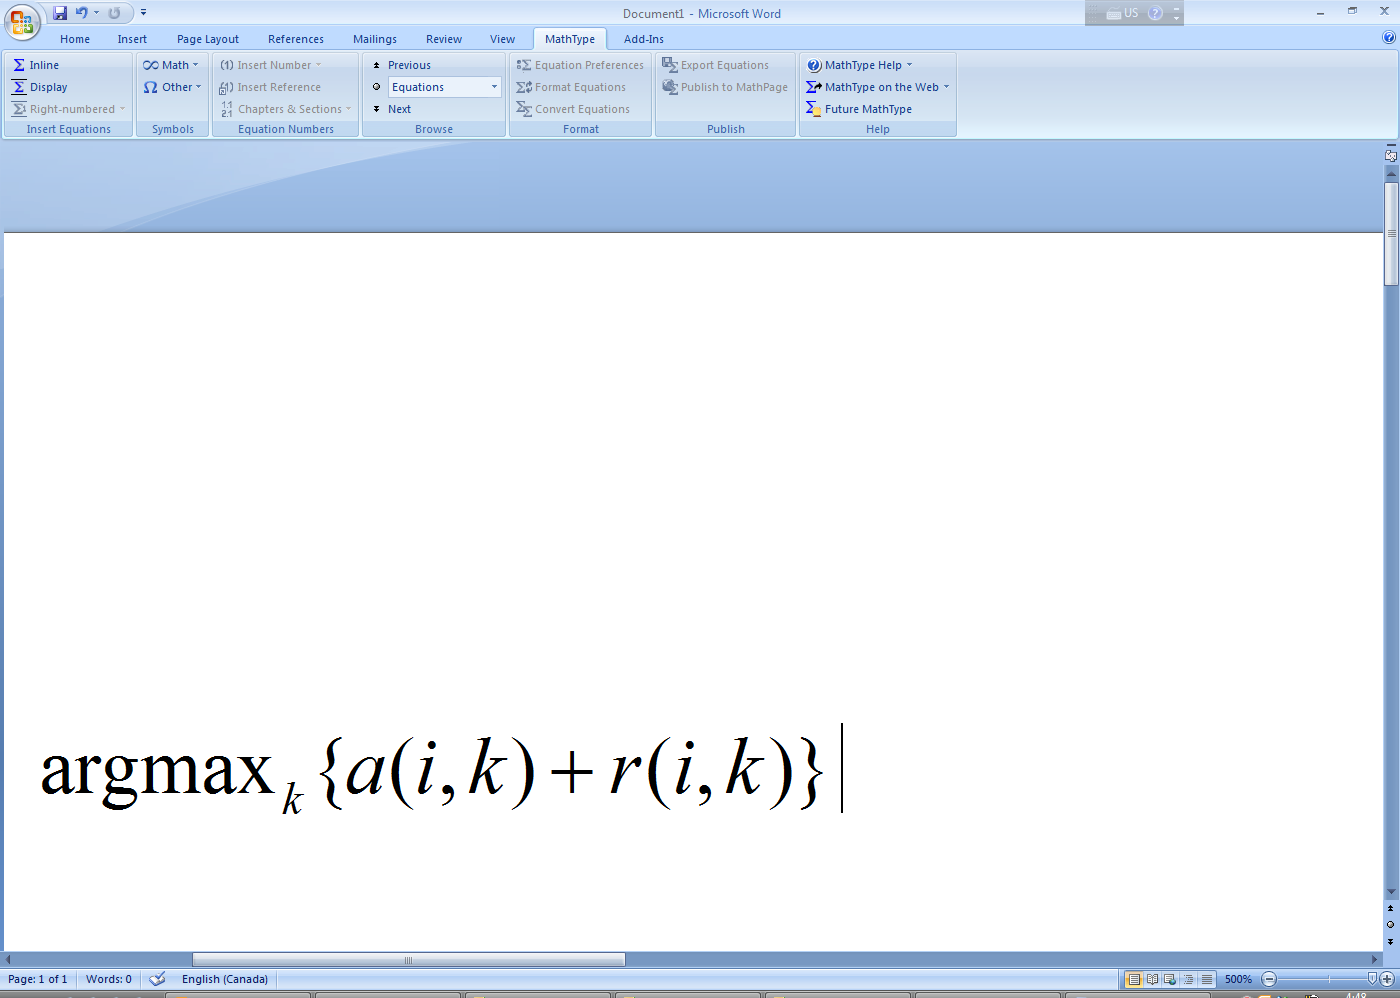 Document1 - Microsoft Word
US
Home Insert Page Layout References Mailings Review View MathType Add-Ins
Inline
Display
Right-numbered
Insert Equations
Math
Other
Symbols
(1) Insert Number
Insert Reference
Chapters & Sections
Equation Numbers
Previous
Equations
Next
Browse
Equation Preferences
Format Equations
Convert Equations
Format
Export Equations
Publish to MathPage
Publish
MathType Help
MathType on the Web
Future MathType
Help
argmax_k {a(i,k)+r(i,k)}
Page: 1 of 1 Words: 0 English (Canada) 500%